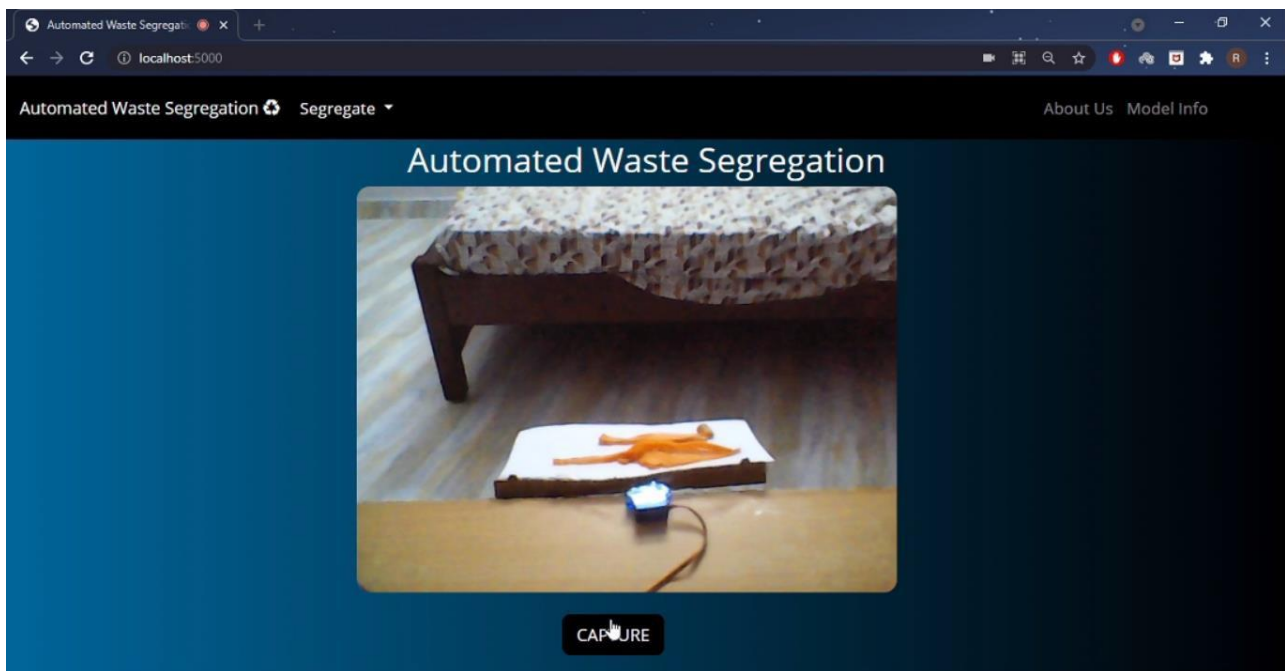 Automated Waste Segregati
localhost:5000
R
Automated Waste Segregation Segregate About Us Model Info
Automated Waste Segregation
CAPTURE